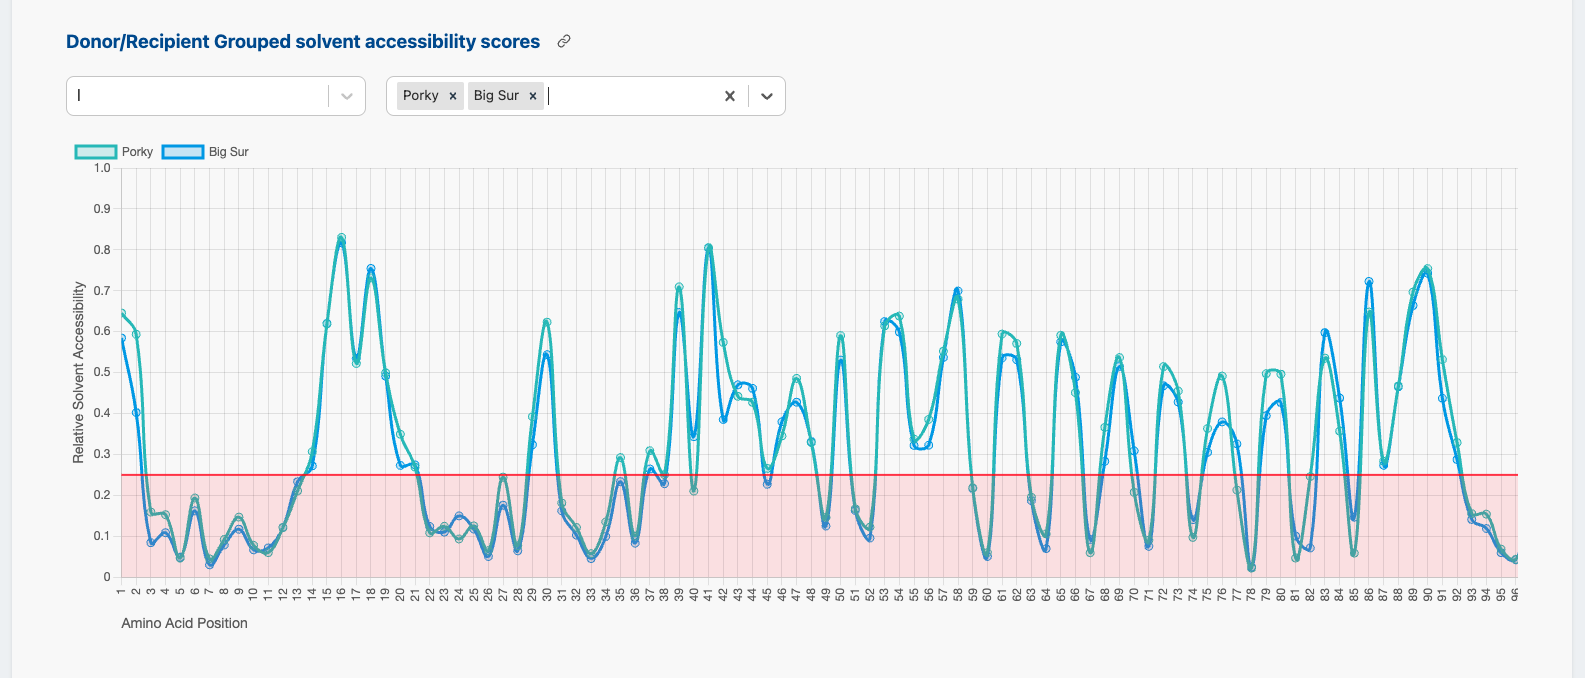 Donor/Recipient Grouped solvent accessibility scores
I
Porky × Big Sur ×
Porky Big Sur
1.0
0.9
0.8
0.7
0.6
0.5
0.4
0.3
0.2
0.1
0
Relative Solvent Accessibility
1 2 3 4 5 6 7 8 9 10 11 12 13 14 15 16 17 18 19 20 21 22 23 24 25 26 27 28 29 30 31 32 33 34 35 36 37 38 39 40 41 42 43 44 45 46 47 48 49 50 51 52 53 54 55 56 57 58 59 60 61 62 63 64 65 66 67 68 69 70 71 72 73 74 75 76 77 78 79 80 81 82 83 84 85 86 87 88 89 90 91 92 93 94 95 96
Amino Acid Position